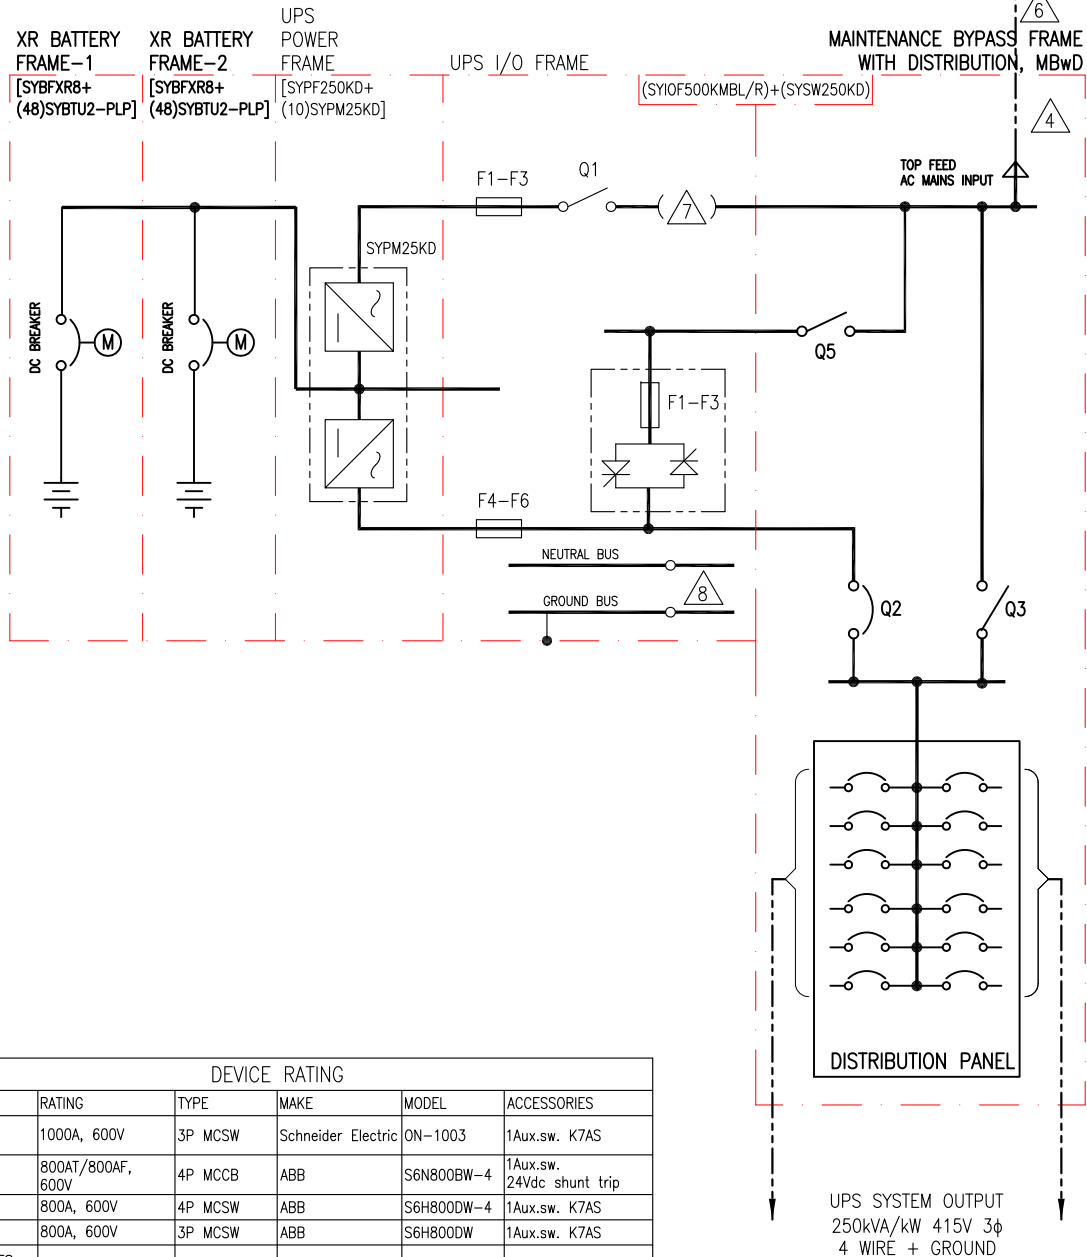 6
XR BATTERY
FRAME-1
[SYBFXR8+
(48)SYBTU2-PLP]
XR BATTERY
FRAME-2
[SYBFXR8+
(48)SYBTU2-PLP]
UPS
POWER
FRAME
[SYPF250KD+
(10)SYPM25KD]
UPS I/O FRAME
(SYIOF500KMBL/R)+(SYSW250KD)
MAINTENANCE BYPASS FRAME
WITH DISTRIBUTION, MBwD
4
TOP FEED
AC MAINS INPUT
F1-F3
Q1
7
SYPM25KD
DC BREAKER
M
DC BREAKER
M
Q5
F1-F3
F4-F6
NEUTRAL BUS
GROUND BUS
8
Q2
Q3
DISTRIBUTION PANEL
DEVICE RATING
RATING TYPE MAKE MODEL ACCESSORIES
1000A, 600V 3P MCSW Schneider Electric ON-1003 1Aux.sw. K7AS
800AT/800AF,
600V 4P MCCB ABB S6N800BW-4 1Aux.sw.
24Vdc shunt trip
800A, 600V 4P MCSW ABB S6H800DW-4 1Aux.sw. K7AS
800A, 600V 3P MCSW ABB S6H800DW 1Aux.sw. K7AS
UPS SYSTEM OUTPUT
250kVA/kW 415V 3ϕ
4 WIRE + GROUND